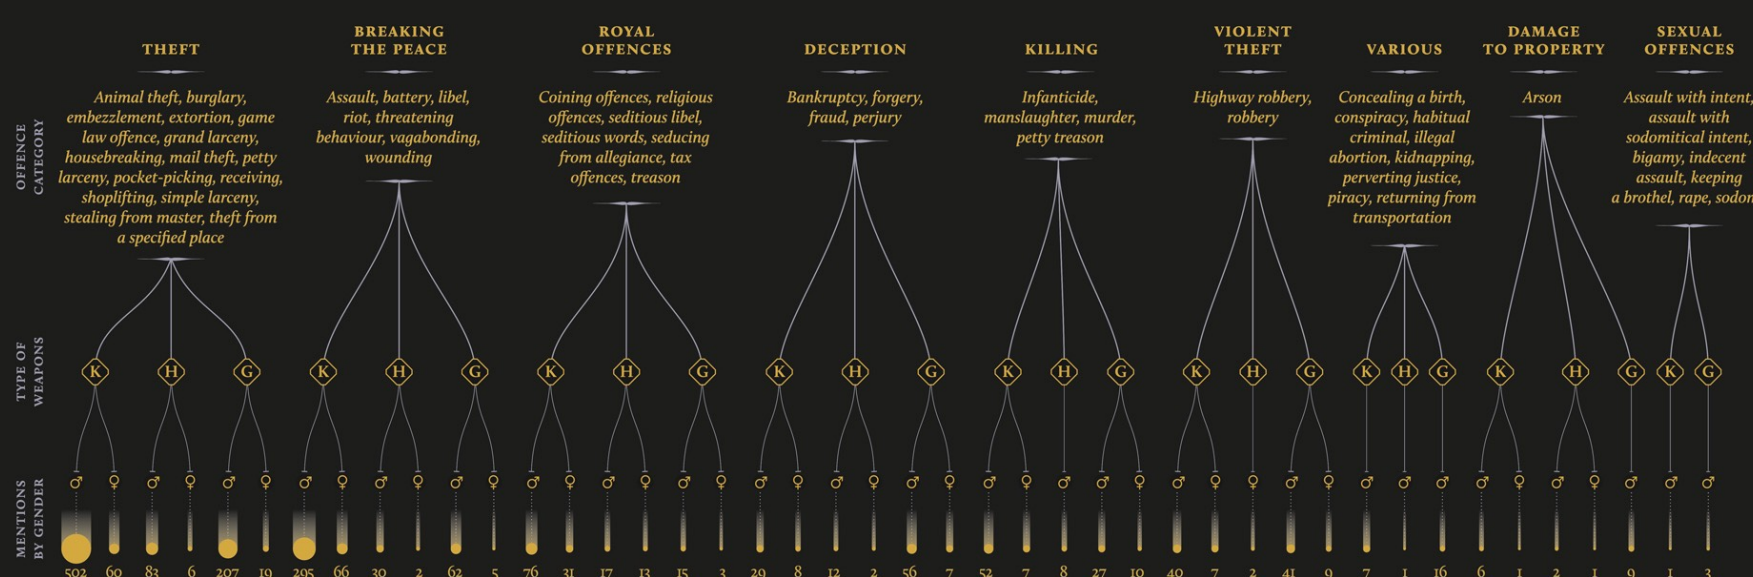 THEFT
BREAKING
THE PEACE
ROYAL
OFFENCES
DECEPTION
KILLING
VIOLENT
THEFT
VARIOUS
DAMAGE
TO PROPERTY
SEXUAL
OFFENCES
OFFENCE
CATEGORY
Animal theft, burglary,
embezzlement, extortion, game
law offence, grand larceny,
housebreaking, mail theft, petty
larceny, pocket-picking, receiving,
shoplifting, simple larceny,
stealing from master, theft from
a specified place
Assault, battery, libel,
riot, threatening
behaviour, vagabonding,
wounding
Coining offences, religious
offences, seditious libel,
seditious words, seducing
from allegiance, tax
offences, treason
Bankruptcy, forgery,
fraud, perjury
Infanticide,
manslaughter, murder,
petty treason
Highway robbery,
robbery
Concealing a birth,
conspiracy, habitual
criminal, illegal
abortion, kidnapping,
perverting justice,
piracy, returning from
transportation
Arson
Assault with intent,
assault with
sodomitical intent,
bigamy, indecent
assault, keeping
a brothel, rape, sodom
TYPE OF
WEAPONS
K H G K H G K H G K H G K H G K H G K H G K H G K G
MENTIONS
BY GENDER
♂ ♀ ♂ ♀ ♂ ♀ ♂ ♀ ♂ ♀ ♂ ♀ ♂ ♀ ♂ ♀ ♂ ♀ ♂ ♀ ♂ ♀ ♂ ♀ ♂ ♀ ♂ ♂ ♀ ♂ ♀ ♀ ♂ ♀ ♂ ♂ ♂ ♂ ♀ ♂ ♀ ♂ ♂ ♂
502 60 83 6 207 19 295 66 30 2 62 5 76 31 17 13 15 3 29 8 12 2 56 7 52 7 8 27 10 40 7 2 41 9 7 1 16 6 1 2 1 9 1 3